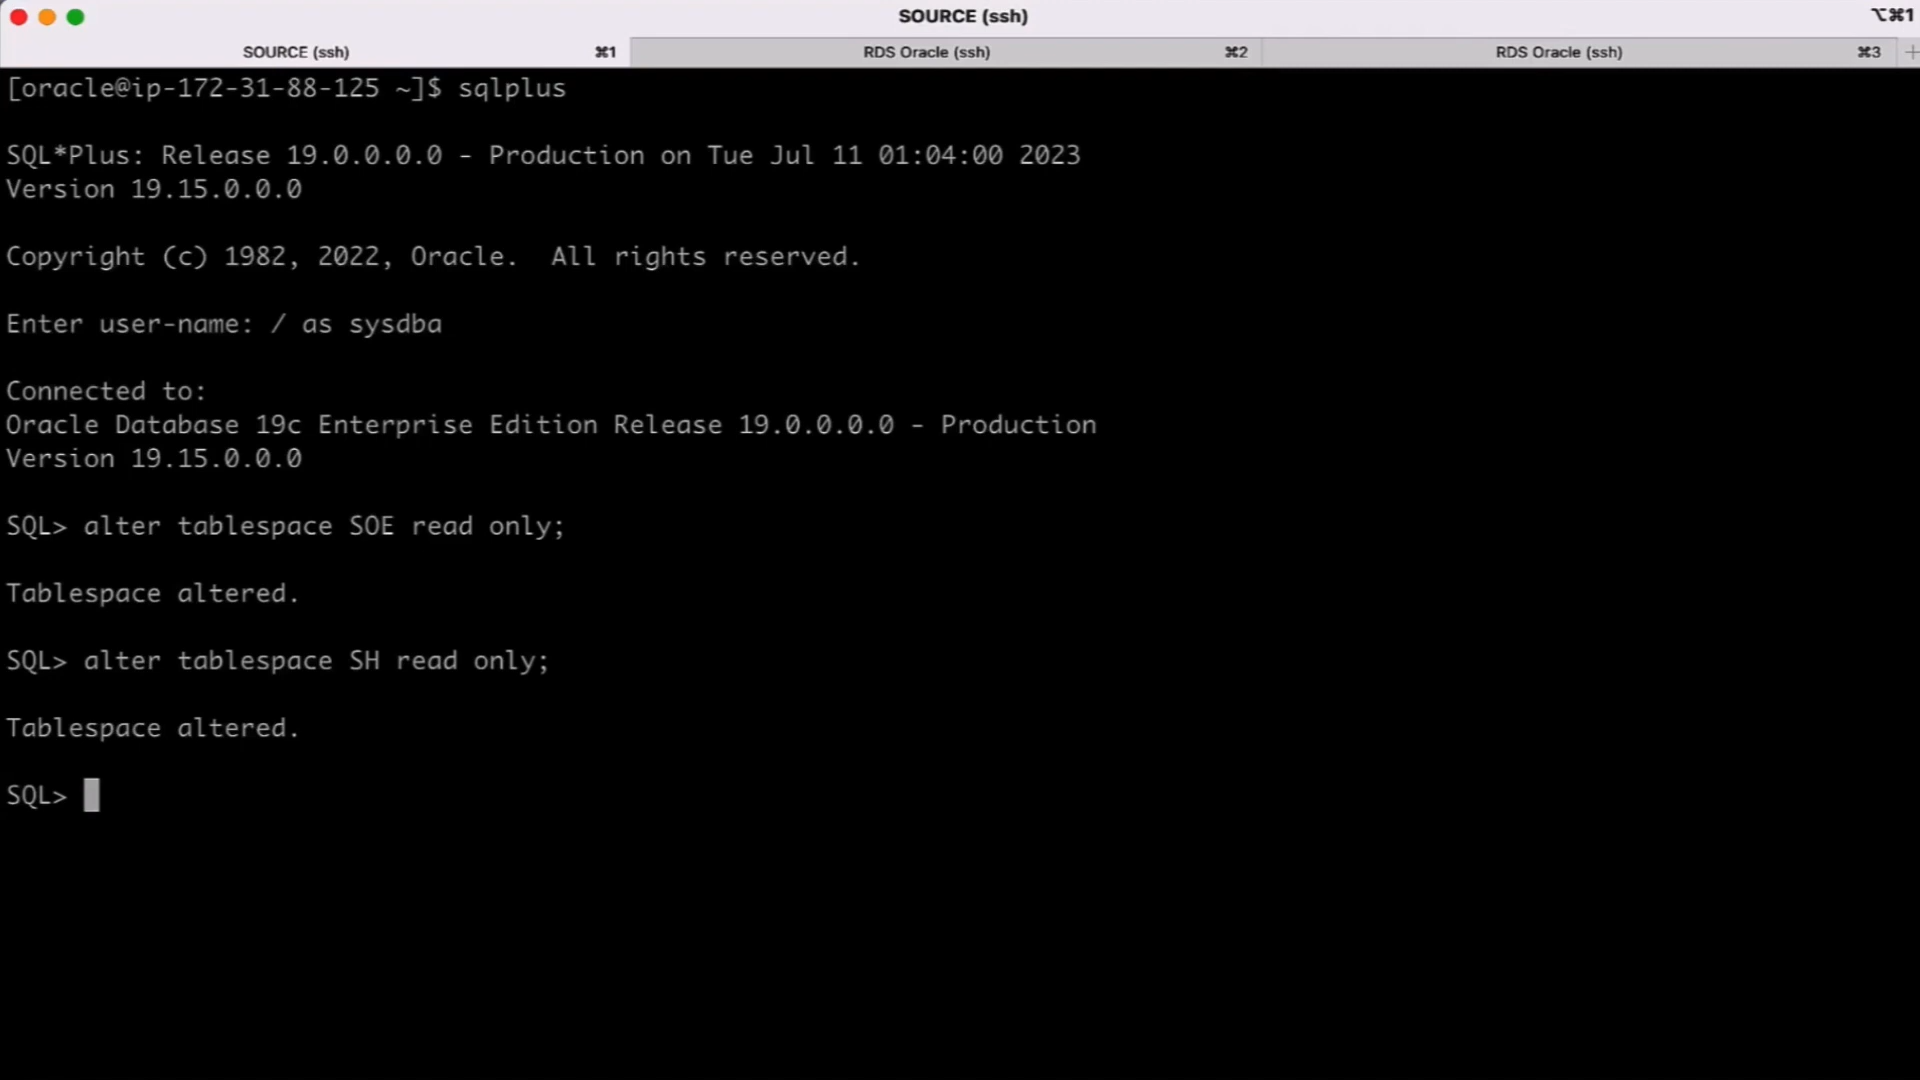 SOURCE (ssh)
⌥⌘1
SOURCE (ssh) ⌘1 RDS Oracle (ssh) ⌘2 RDS Oracle (ssh) ⌘3 +
[oracle@ip-172-31-88-125 ~]$ sqlplus
SQL*Plus: Release 19.0.0.0.0 - Production on Tue Jul 11 01:04:00 2023
Version 19.15.0.0.0
Copyright (c) 1982, 2022, Oracle.  All rights reserved.
Enter user-name: / as sysdba
Connected to:
Oracle Database 19c Enterprise Edition Release 19.0.0.0.0 - Production
Version 19.15.0.0.0
SQL> alter tablespace SOE read only;
Tablespace altered.
SQL> alter tablespace SH read only;
Tablespace altered.
SQL>